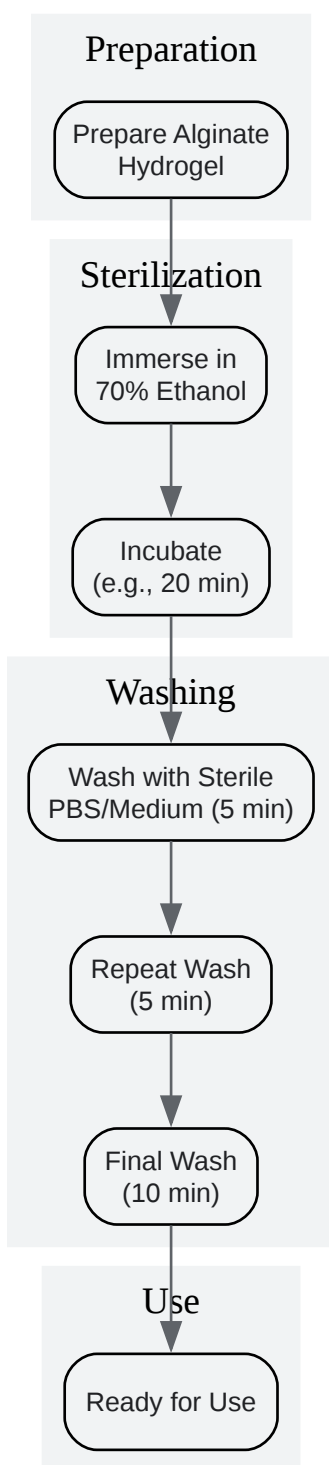 Preparation
Prepare Alginate
Hydrogel
Sterilization
Immerse in
70% Ethanol
Incubate
(e.g., 20 min)
Washing
Wash with Sterile
PBS/Medium (5 min)
Repeat Wash
(5 min)
Final Wash
(10 min)
Use
Ready for Use